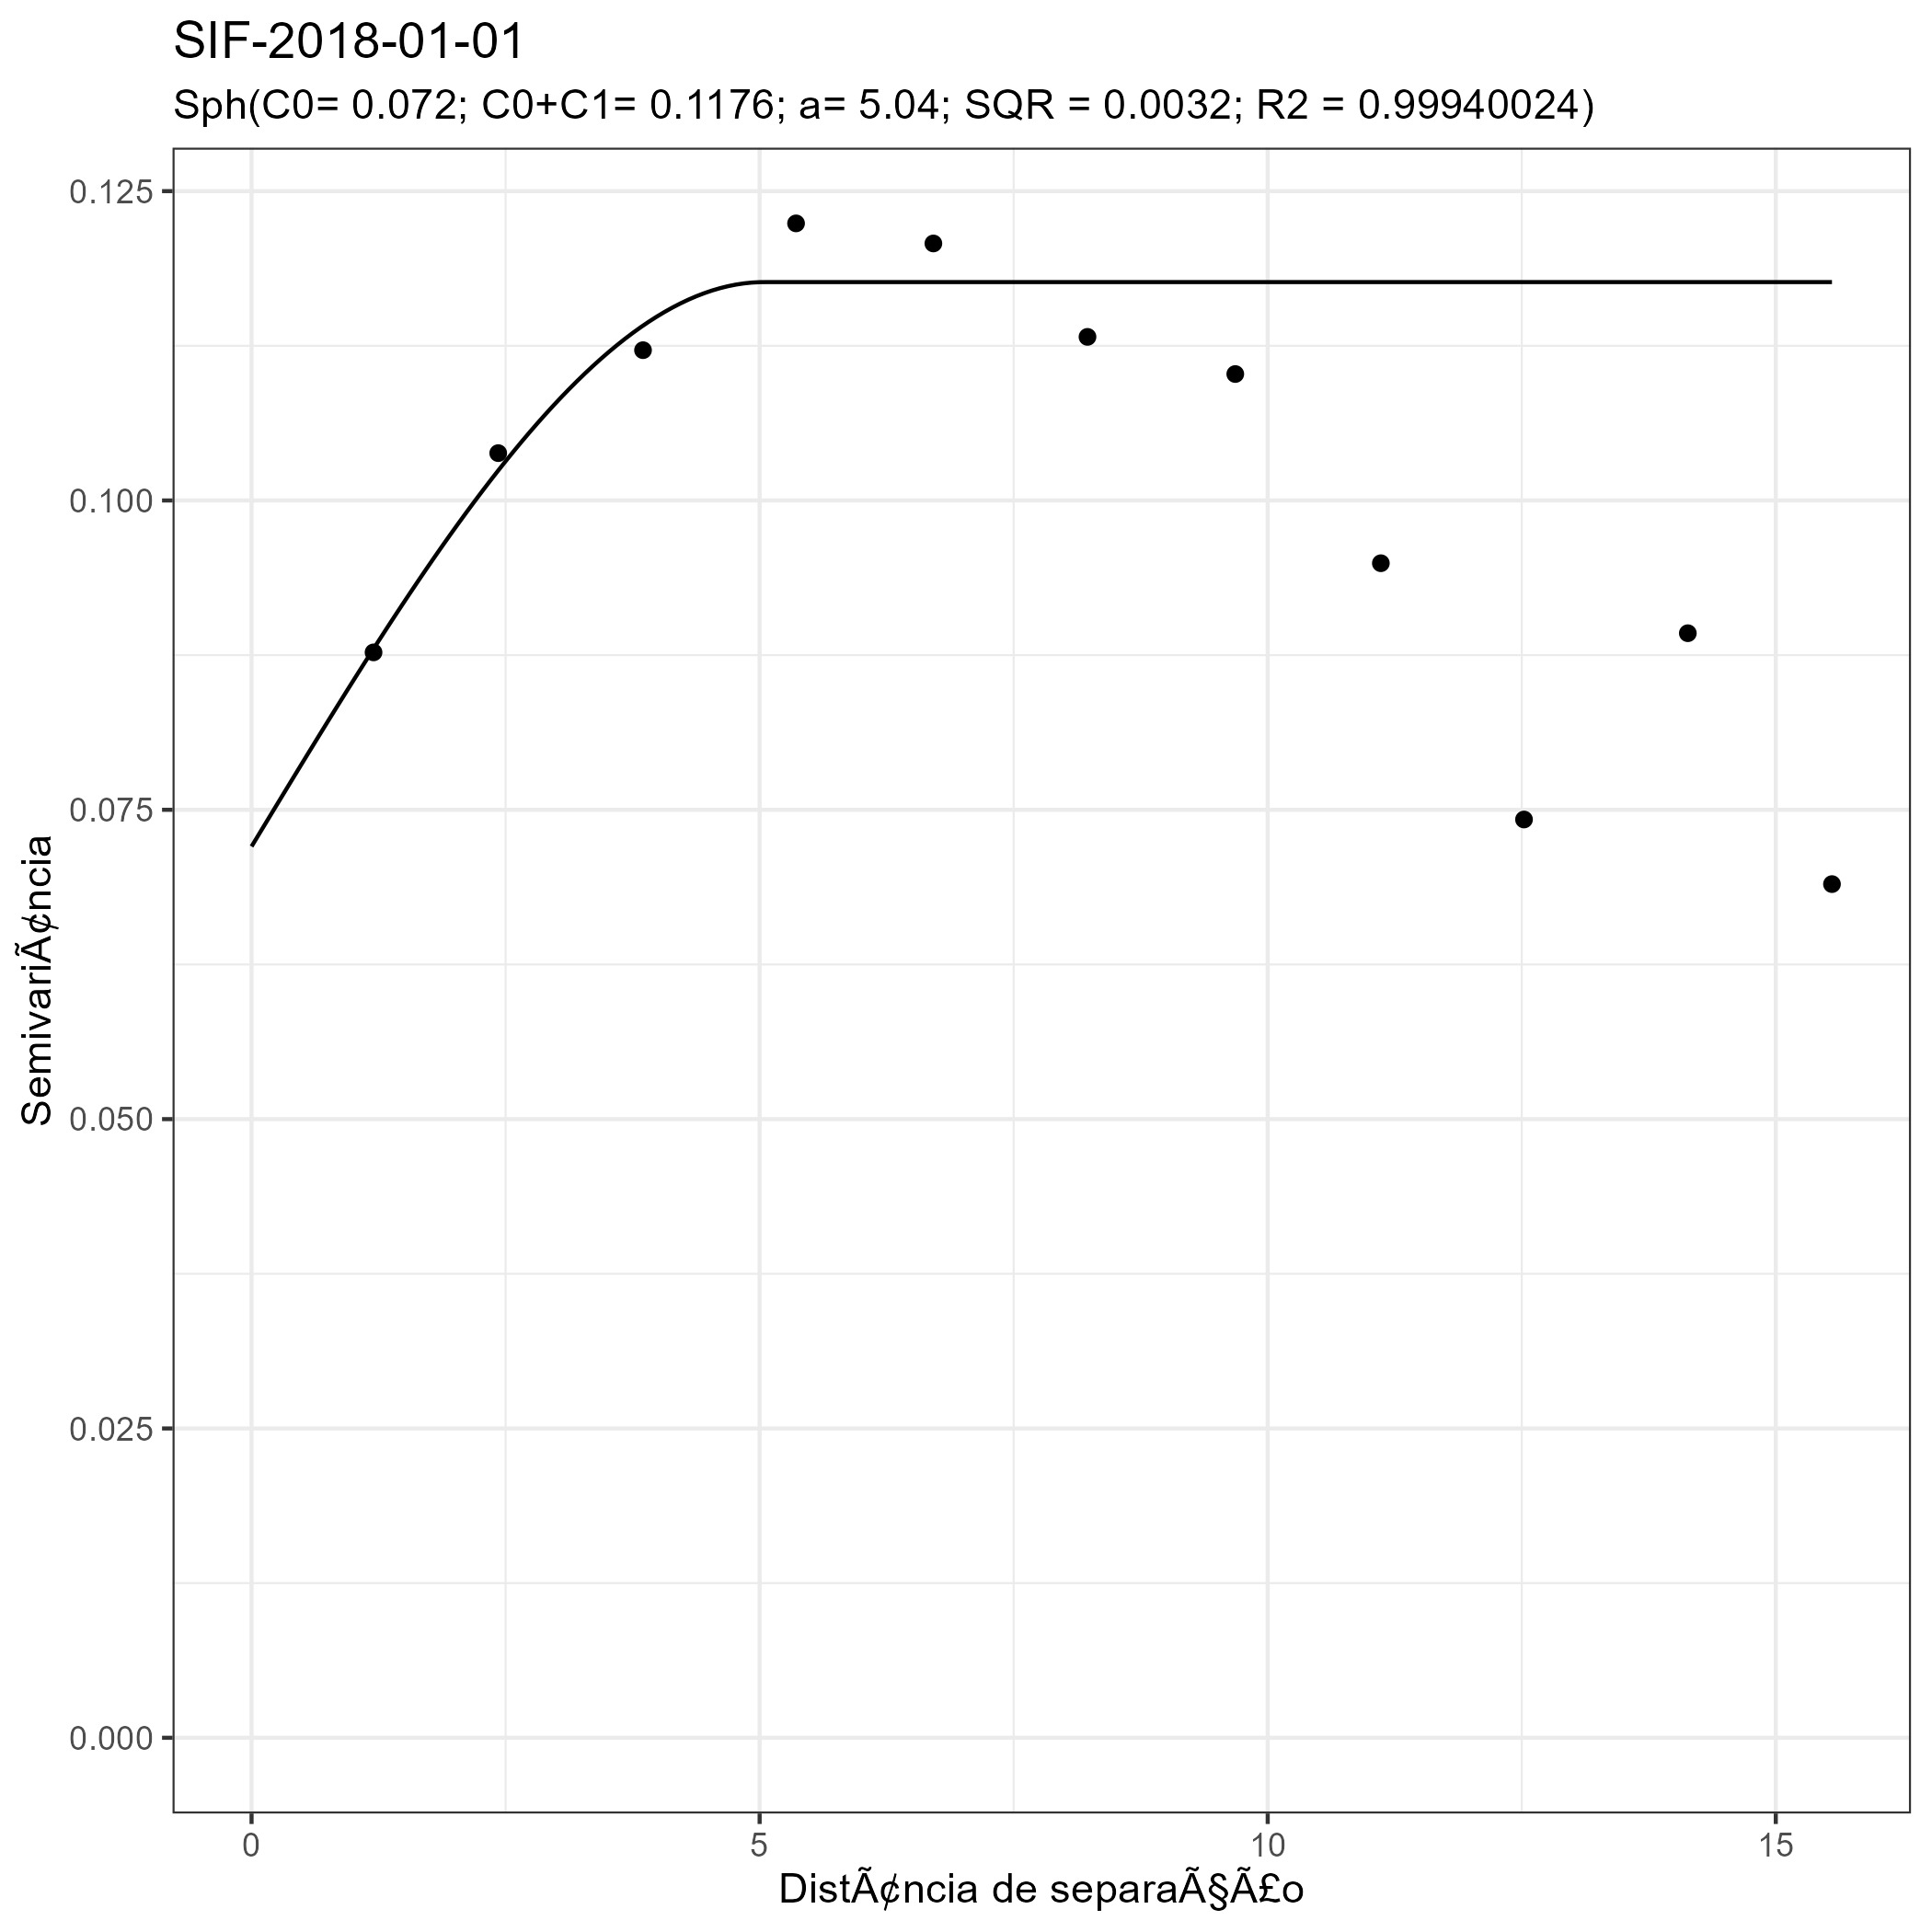 SIF-2018-01-01
Sph(C0= 0.072; C0+C1= 0.1176; a= 5.04; SQR = 0.0032; R2 = 0.99940024)
SemivariÃ¢ncia
0.125
0.100
0.075
0.050
0.025
0.000
0 5 10 15
DistÃ¢ncia de separaÃ§Ã£o